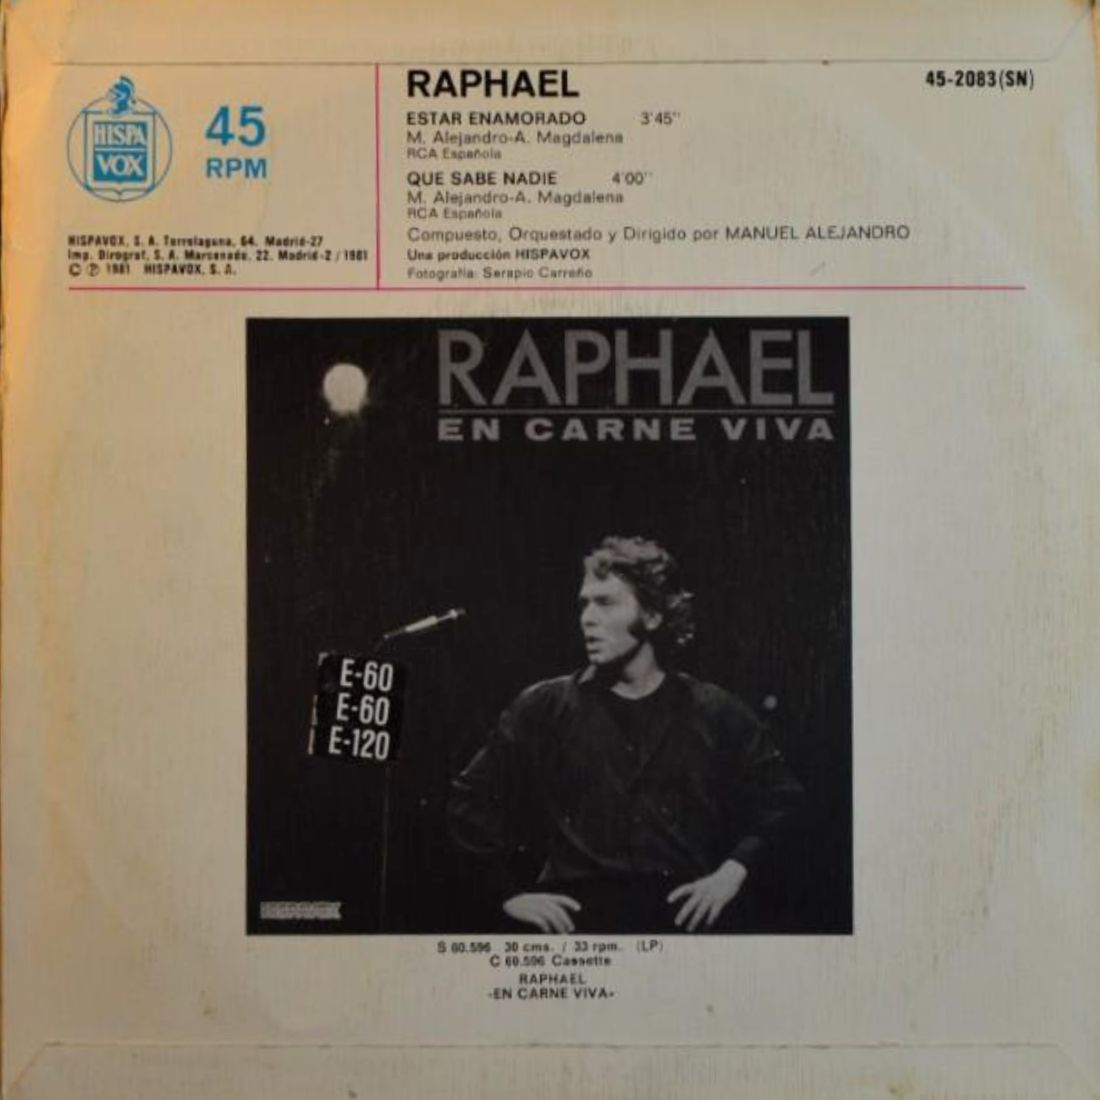 HISPA
VOX
45
RPM
HISPAVOX, S. A. Torrelaguna, 64. Madrid-27
Imp. Dirograf, S. A. Marcenado, 22. Madrid-2 / 1981
© ℗ 1981 HISPAVOX, S. A.
RAPHAEL
45-2083(SN)
ESTAR ENAMORADO 3'45''
M. Alejandro-A. Magdalena
RCA Española
QUE SABE NADIE 4'00''
M. Alejandro-A. Magdalena
RCA Española
Compuesto, Orquestado y Dirigido por MANUEL ALEJANDRO
Una producción HISPAVOX
Fotografía: Serapio Carreño
RAPHAEL
EN CARNE VIVA
E-60
E-60
E-120
HISPAVOX
S 60.596 30 cms. / 33 rpm. (LP)
C 60.596 Cassette
RAPHAEL
-EN CARNE VIVA-